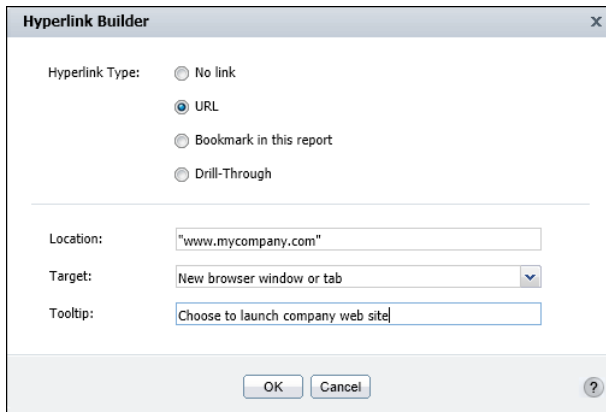 Hyperlink Builder x
Hyperlink Type: No link
URL
Bookmark in this report
Drill-Through
Location: "www.mycompany.com"
Target: New browser window or tab
Tooltip: Choose to launch company web site
OK Cancel ?